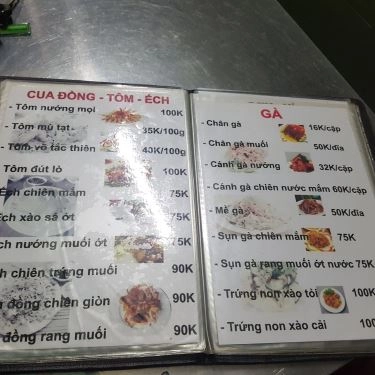 CUA ĐỒNG - TÔM - ẾCH
- Tôm nướng mọi 100K
- Tôm mù tạt 35K/100g
Tôm võ tắc thiên 40K/100g
Tôm đút lò 100K
Ếch chiên mắm 75K
Ếch xào sả ớt 75K
ch nướng muối ớt 75K
h chiên trứng muối 90K
đồng chiên giòn 90K
đồng rang muối 90K
GÀ
- Chân gà 16K/cặp
- Chân gà muối 50K/dĩa
- Cánh gà nướng 32K/cặp
- Cánh gà chiên nước mắm 60K/cặp
- Mề gà 50K/dĩa
- Sụn gà chiên mắm 75K
- Sụn gà rang muối ớt nước 75K
- Trứng non xào tỏi 100K
- Trứng non xào cải 100